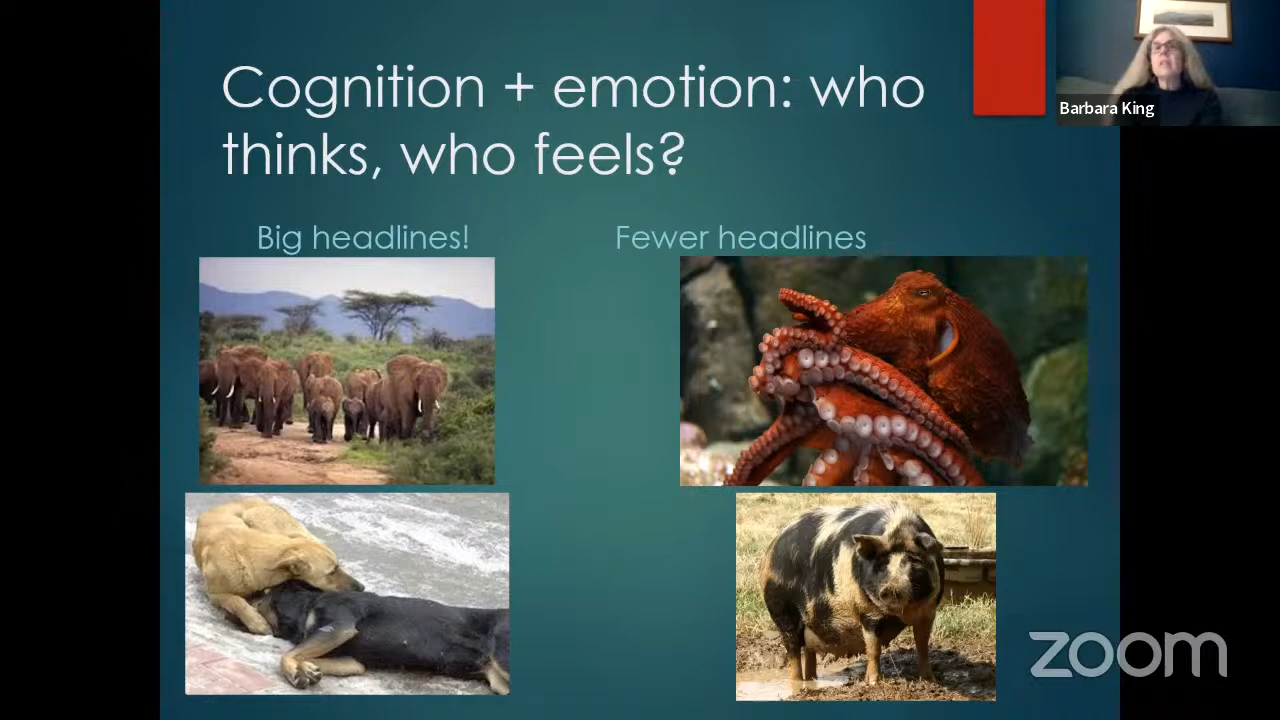 Cognition + emotion: who
thinks, who feels?
Barbara King
Big headlines!
Fewer headlines
zoom